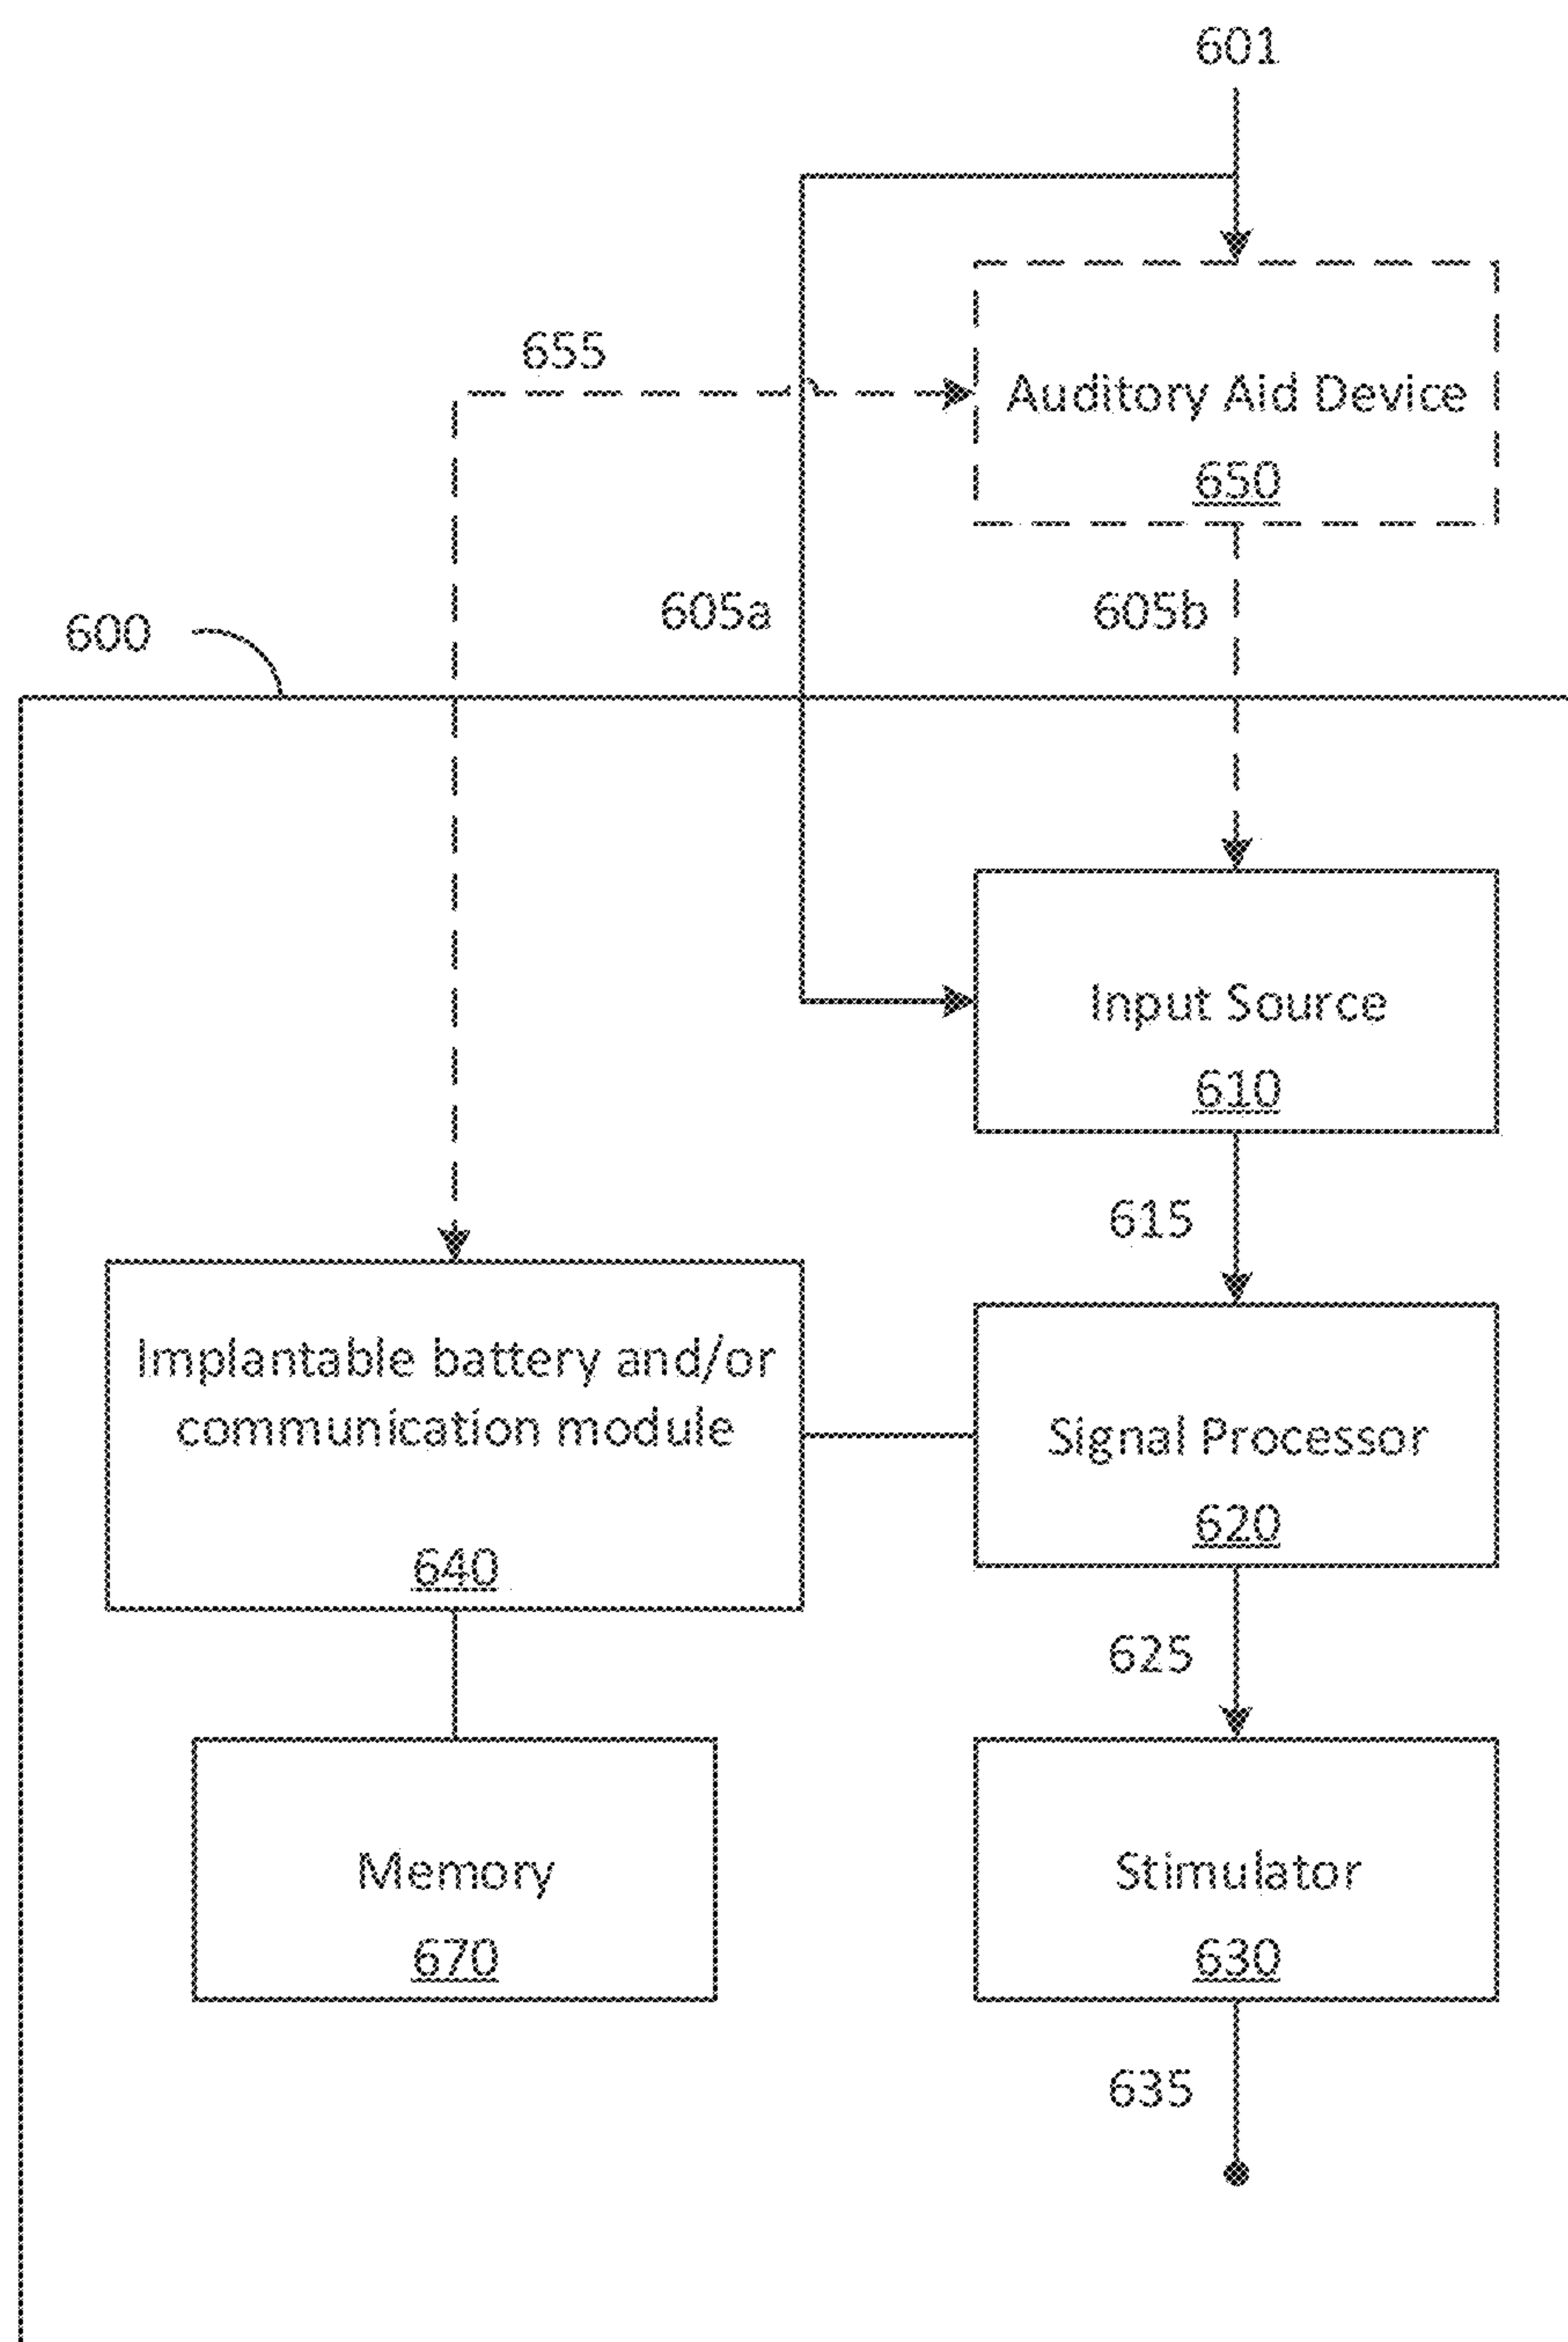 601
655
Auditory Aid Device
650
600
605a
605b
Input Source
610
615
Implantable battery and/or
communication module
640
Signal Processor
620
625
Memory
670
Stimulator
630
635